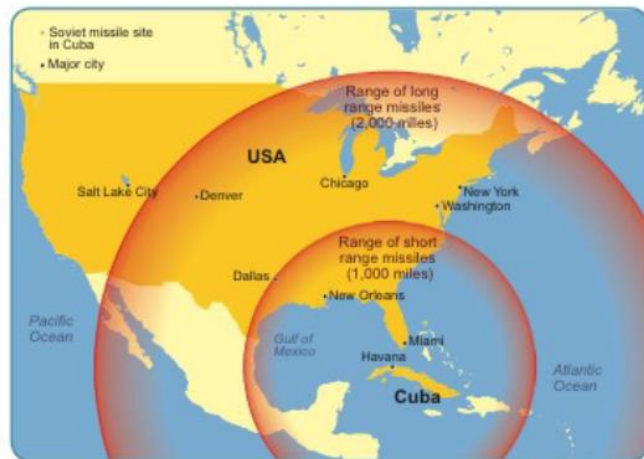 Soviet missile site
in Cuba
Major city
Range of long
range missiles
(2,000 miles)
USA
Salt Lake City
Denver
Chicago
New York
Washington
Range of short
range missiles
(1,000 miles)
Dallas
New Orleans
Pacific
Ocean
Gulf of
Mexico
Miami
Havana
Atlantic
Ocean
Cuba